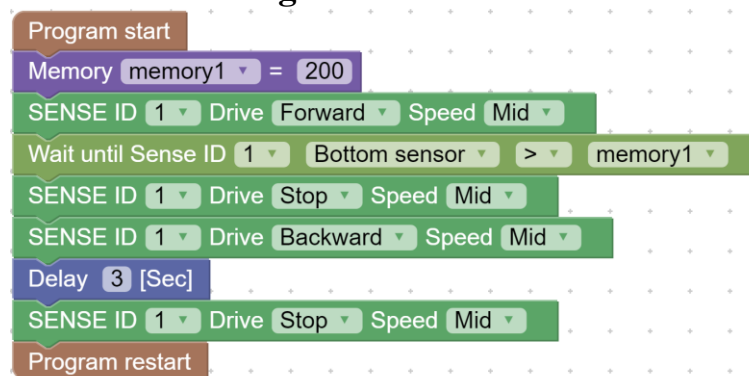 Program start
Memory memory1 = 200
SENSE ID 1 Drive Forward Speed Mid
Wait until Sense ID 1 Bottom sensor > memory1
SENSE ID 1 Drive Stop Speed Mid
SENSE ID 1 Drive Backward Speed Mid
Delay 3 [Sec]
SENSE ID 1 Drive Stop Speed Mid
Program restart